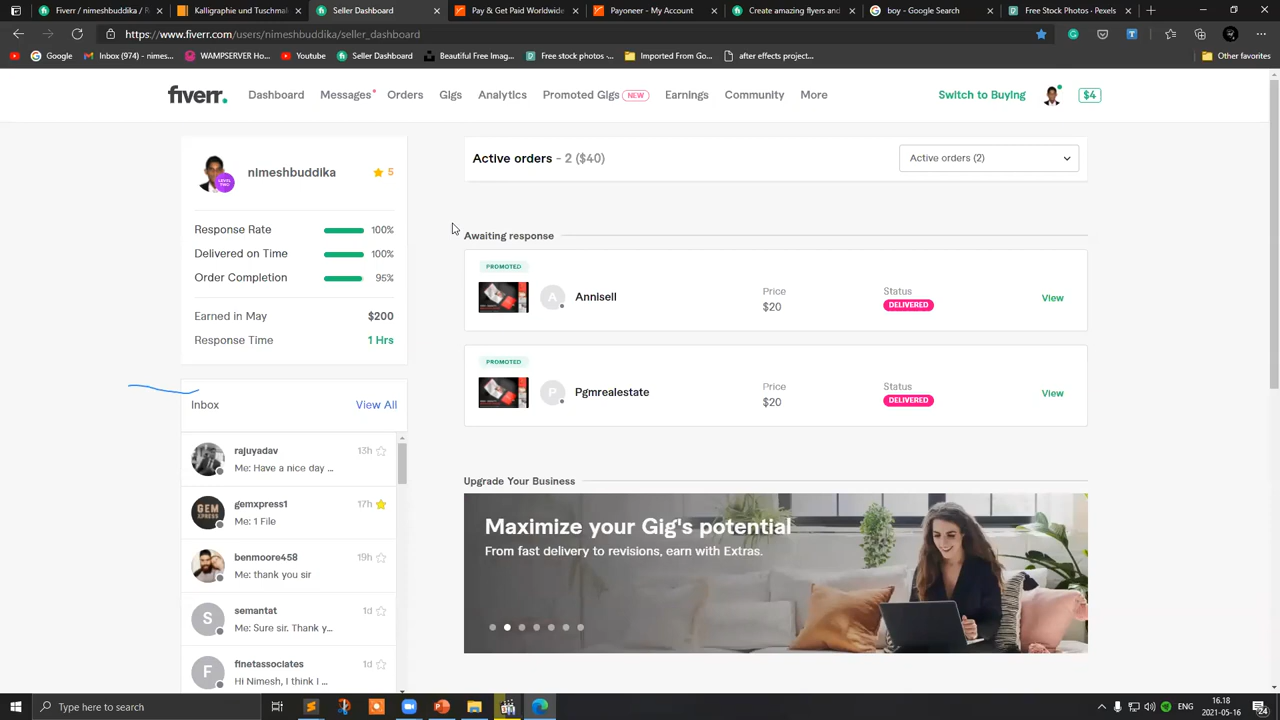 Fiverr / nimeshbuddika / Re
Kalligraphie und nimeshbudd
Seller Dashboard
Pay & Get Paid Worldwide
Payoneer - My Account
Create amazing flyers and
bg - Google Search
Free Stock Photos - Pexels
https://www.fiverr.com/users/nimeshbuddika/seller_dashboard
Google
Inbox (974) - nimes...
WAMPSERVER Ho...
Youtube
Seller Dashboard
Beautiful Free Imag...
Free stock photos ·...
Imported From Go...
after effects project...
Other favorites
fiverr.
Dashboard
Messages
Orders
Gigs
Analytics
Promoted Gigs NEW
Earnings
Community
More
Switch to Buying
$4
LEVEL TWO
nimeshbuddika
5
Response Rate 100%
Delivered on Time 100%
Order Completion 95%
Earned in May $200
Response Time 1 Hrs
Inbox View All
rajuyadav 13h
Me: Have a nice day ...
GEM XPRESS
gemxpress1 17h
Me: 1 File
benmoore458 19h
Me: thank you sir
S
semantat 1d
Me: Sure sir. Thank y...
F
finetassociates 1d
Hi Nimesh, I think I ...
Active orders - 2 ($40)
Active orders (2)
Awaiting response
PROMOTED
A
Annisell
Price
$20
Status
DELIVERED
View
PROMOTED
P
Pgmrealestate
Price
$20
Status
DELIVERED
View
Upgrade Your Business
Maximize your Gig's potential
From fast delivery to revisions, earn with Extras.
Type here to search
ENG
16.18
2021-05-16
24